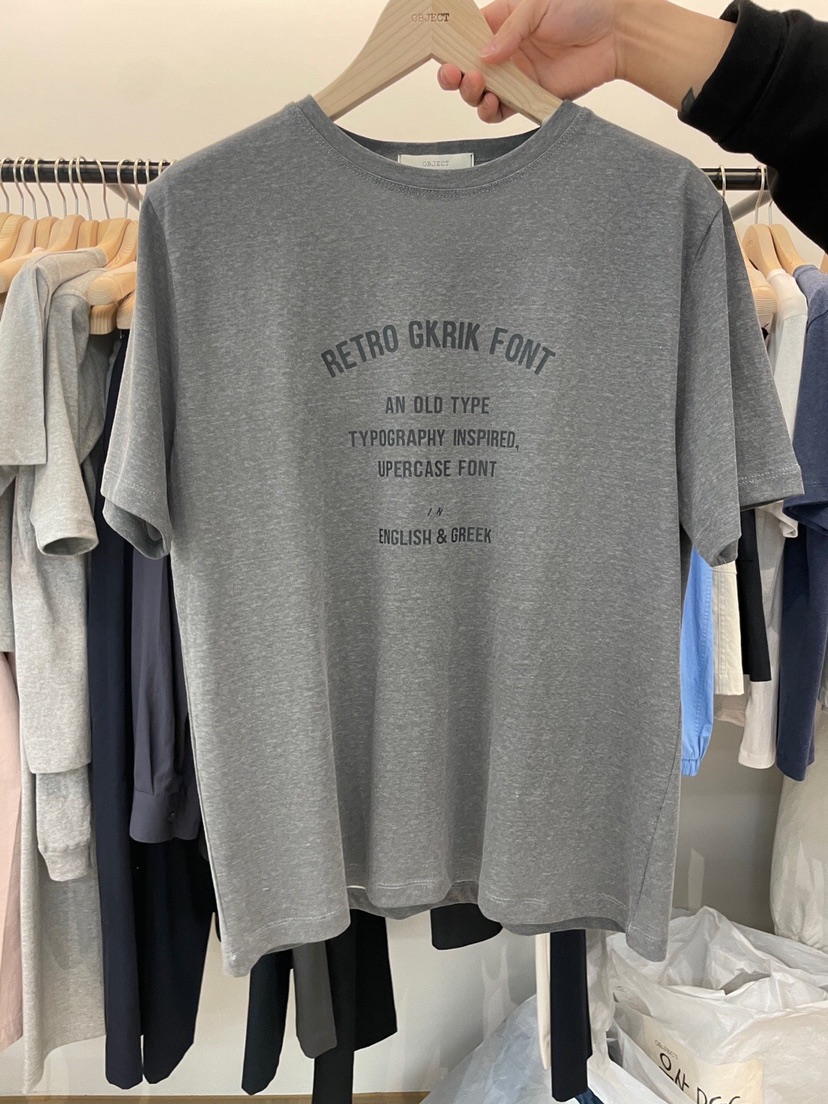 OBJECT
OBJECT
RETRO GKRIK FONT
AN OLD TYPE
TYPOGRAPHY INSPIRED,
UPERCASE FONT
IN
ENGLISH & GREEK
OBJECT